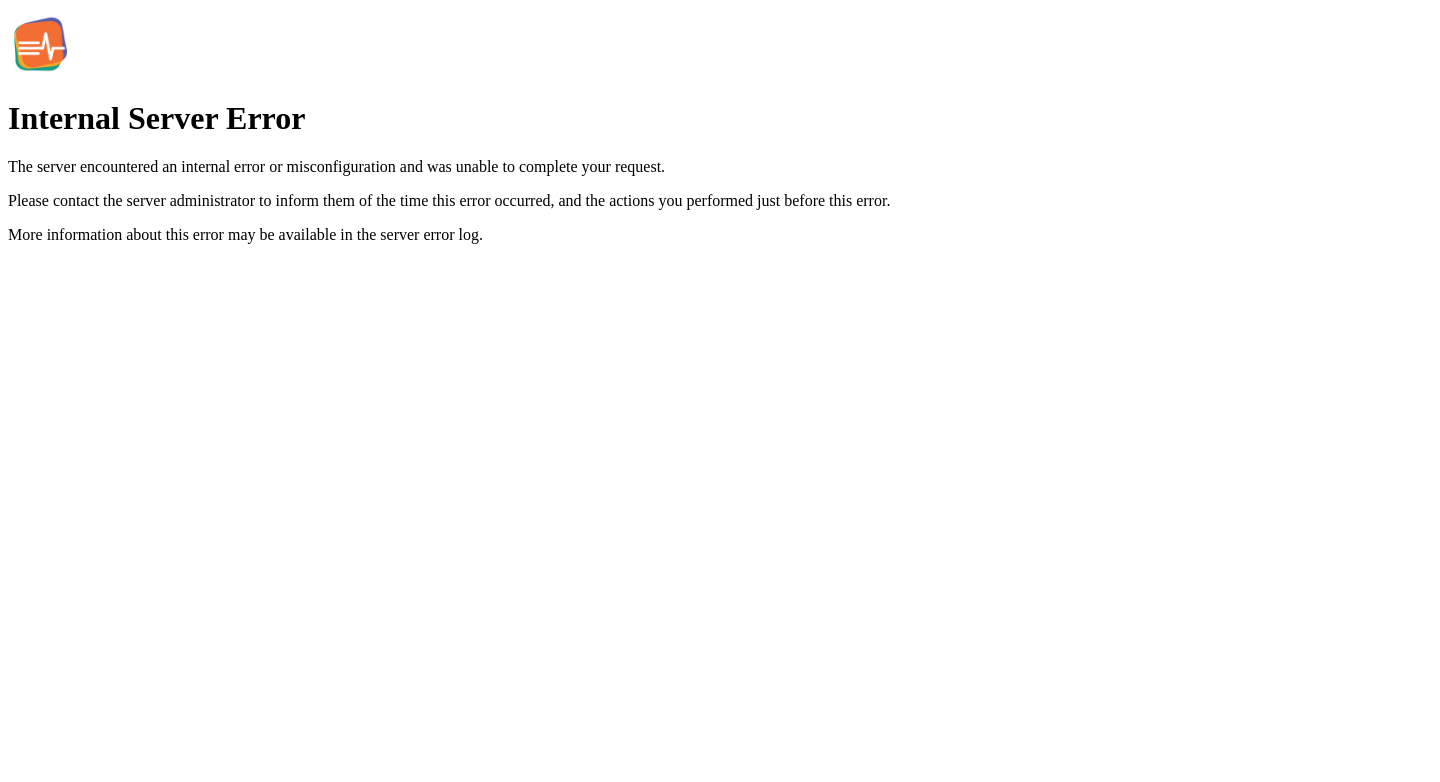 Internal Server Error
The server encountered an internal error or misconfiguration and was unable to complete your request.
Please contact the server administrator to inform them of the time this error occurred, and the actions you performed just before this error.
More information about this error may be available in the server error log.